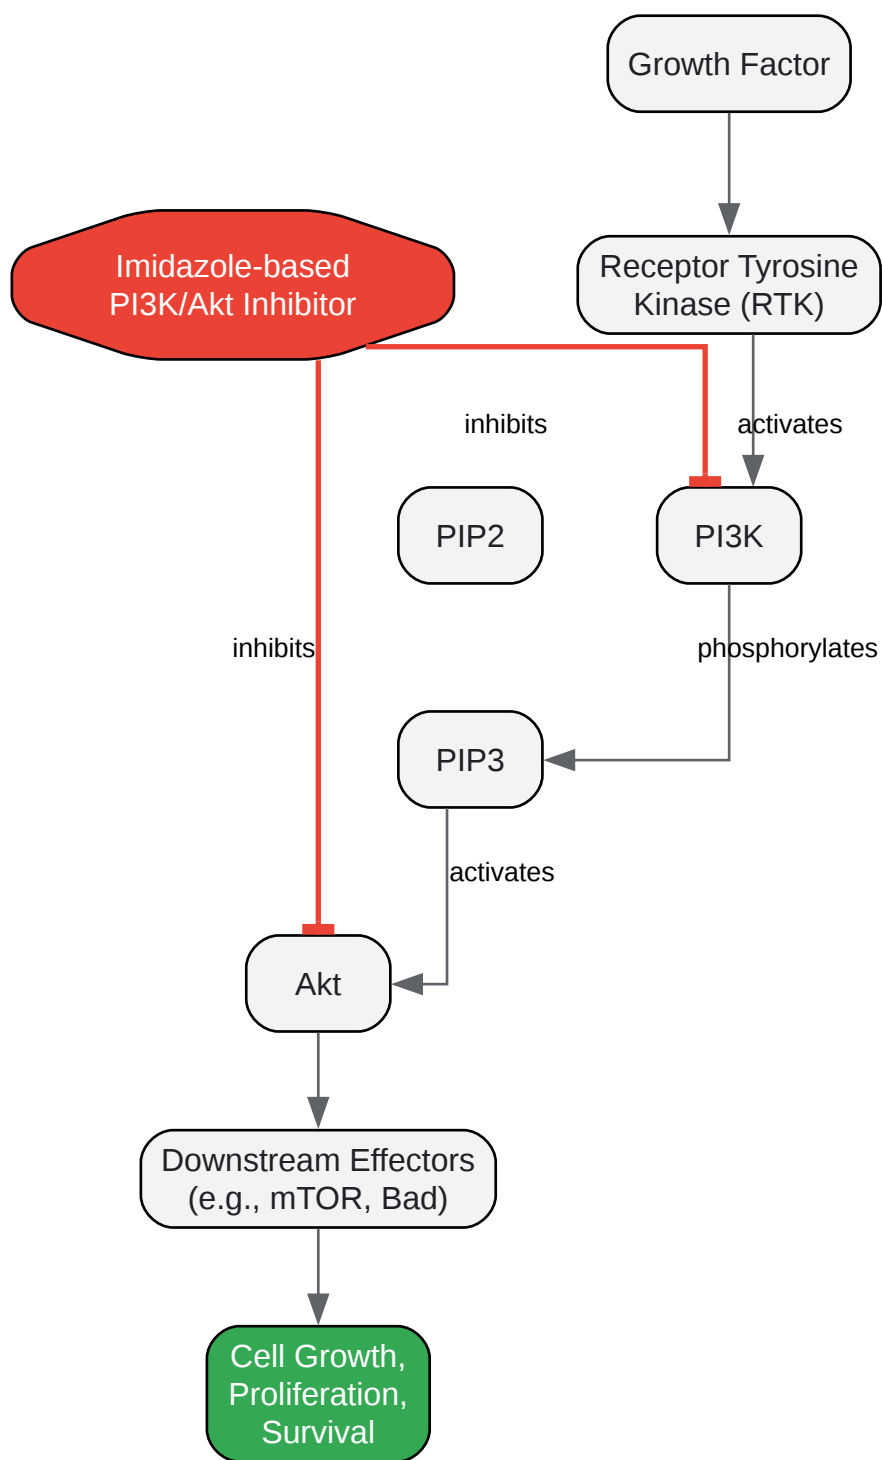 Growth Factor
Imidazole-based
PI3K/Akt Inhibitor
Receptor Tyrosine
Kinase (RTK)
inhibits
activates
PIP2
PI3K
inhibits
phosphorylates
PIP3
activates
Akt
Downstream Effectors
(e.g., mTOR, Bad)
Cell Growth,
Proliferation,
Survival